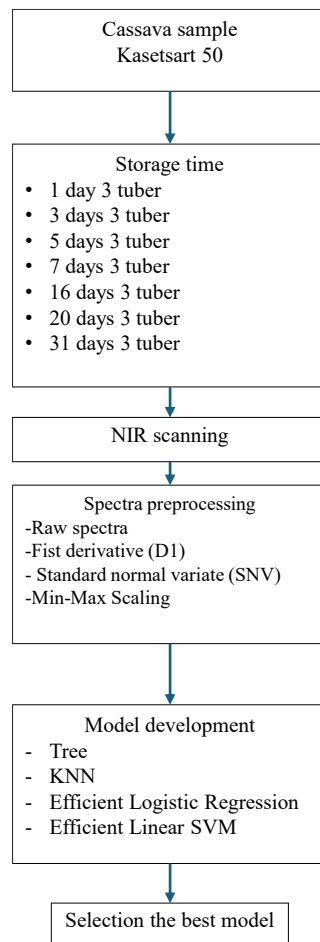 Cassava sample
Kasetsart 50
Storage time
• 1 day 3 tuber
• 3 days 3 tuber
• 5 days 3 tuber
• 7 days 3 tuber
• 16 days 3 tuber
• 20 days 3 tuber
• 31 days 3 tuber
NIR scanning
Spectra preprocessing
-Raw spectra
-Fist derivative (D1)
- Standard normal variate (SNV)
-Min-Max Scaling
Model development
- Tree
- KNN
- Efficient Logistic Regression
- Efficient Linear SVM
Selection the best model